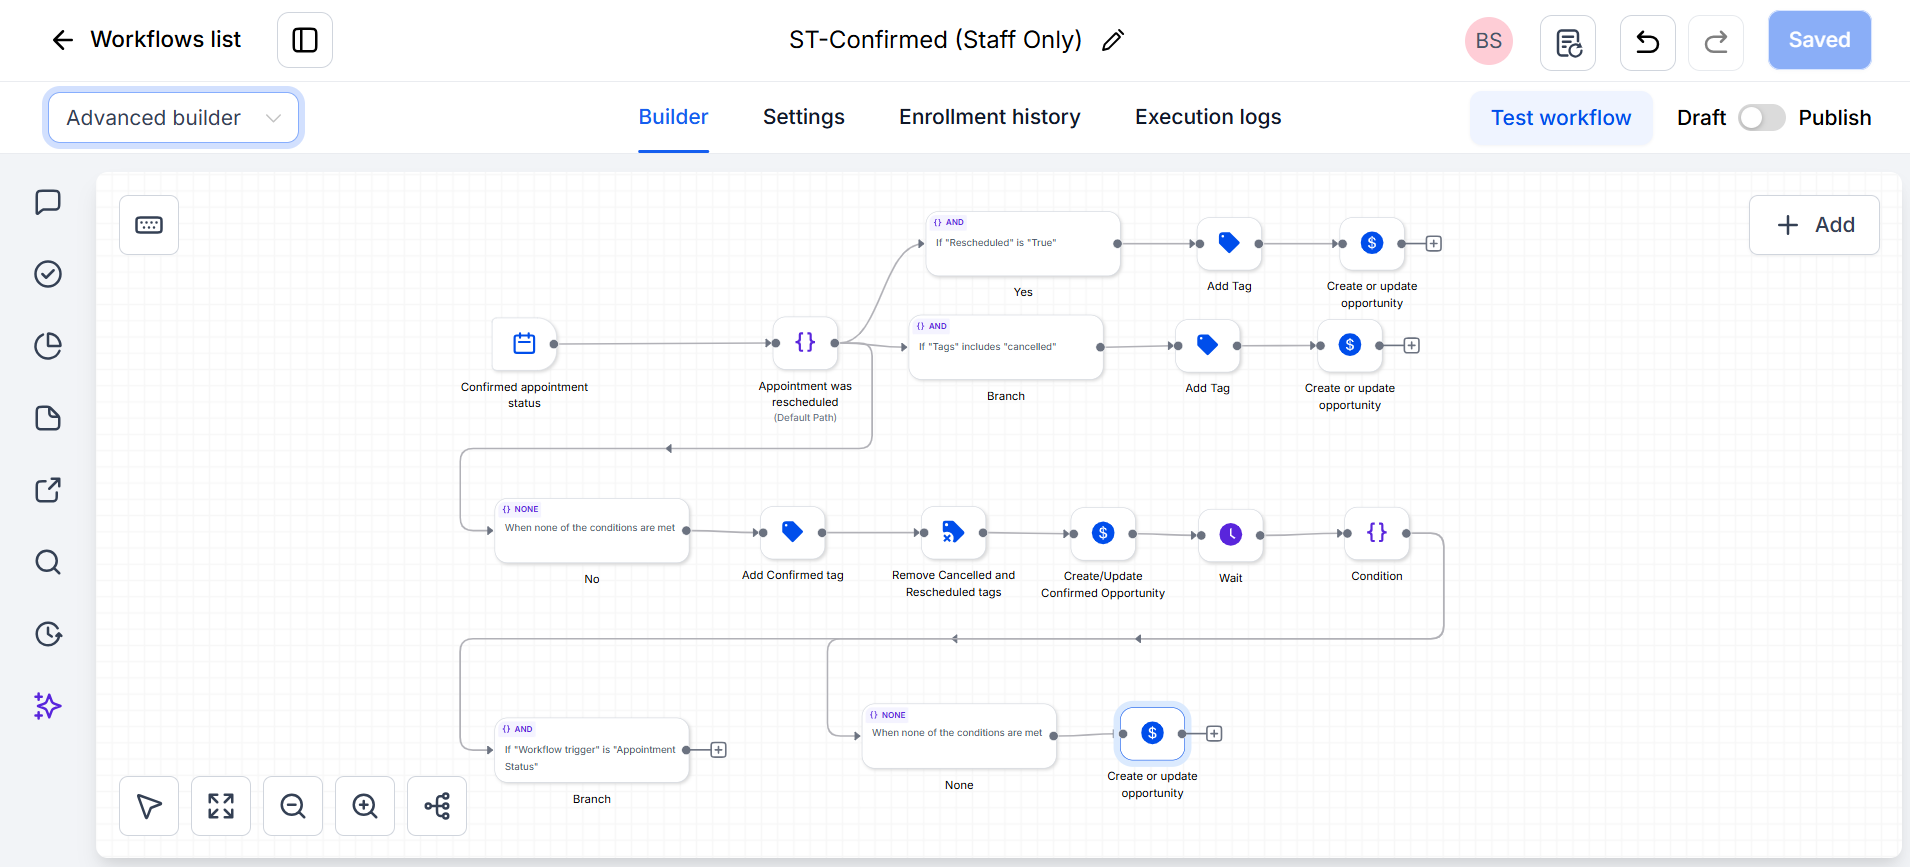 Workflows list
ST-Confirmed (Staff Only)
BS
Saved
Advanced builder
Builder
Settings
Enrollment history
Execution logs
Test workflow
Draft
Publish
Add
{} AND
If "Rescheduled" is "True"
Yes
Add Tag
Create or update
opportunity
Confirmed appointment
status
Appointment was
rescheduled
(Default Path)
{} AND
If "Tags" includes "cancelled"
Branch
Add Tag
Create or update
opportunity
{} NONE
When none of the conditions are met
No
Add Confirmed tag
Remove Cancelled and
Rescheduled tags
Create/Update
Confirmed Opportunity
Wait
Condition
{} AND
If "Workflow trigger" is "Appointment
Status"
Branch
{} NONE
When none of the conditions are met
None
Create or update
opportunity